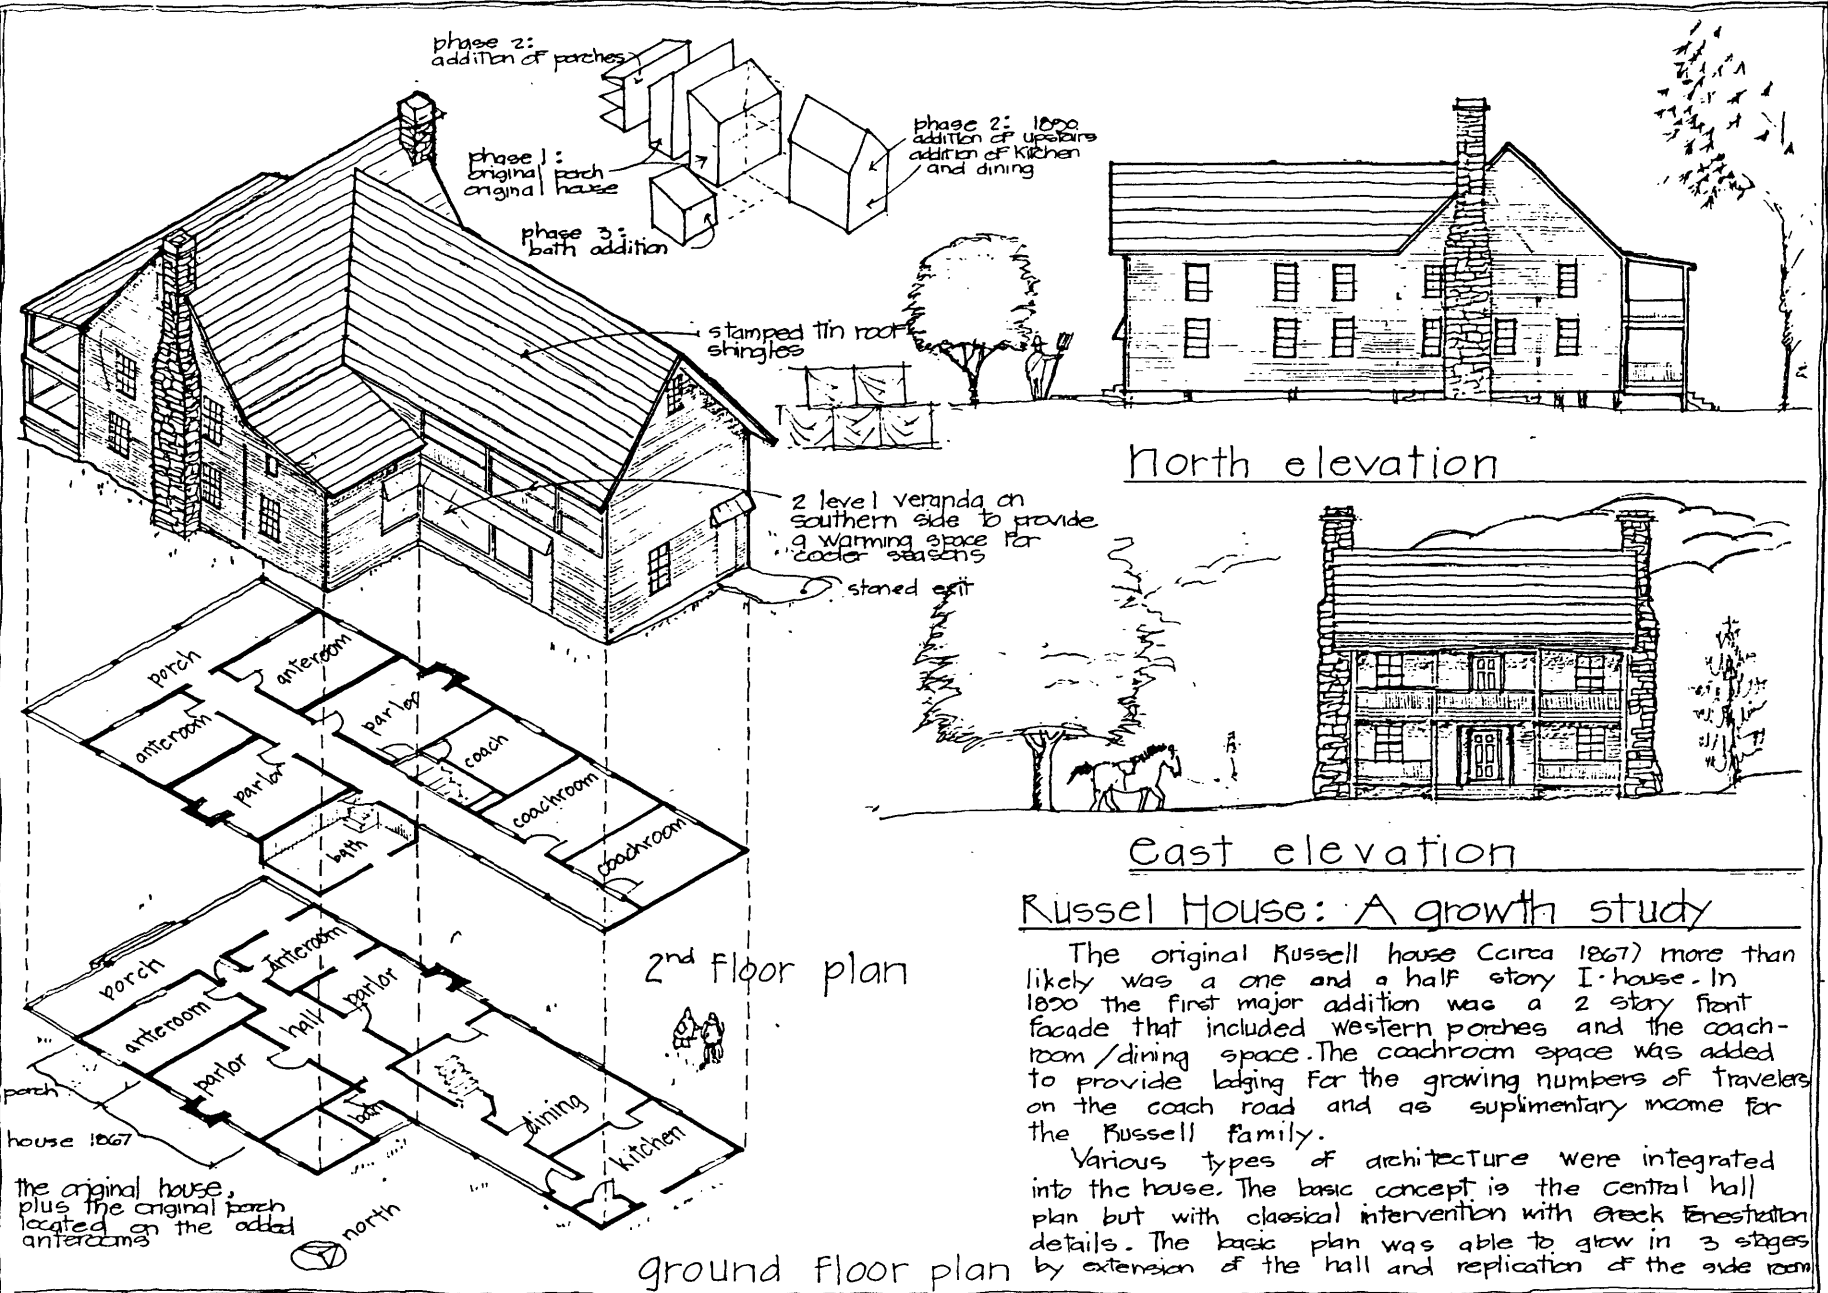 phase 2:
addition of porches
phase 1:
original porch
original house
phase 2: 1890
addition of upstairs
addition of kitchen
and dining
phase 3:
bath addition
stamped tin roof
shingles
2 level veranda on
southern side to provide
a warming space for
cooler seasons
stoned exit
north elevation
east elevation
porch
anteroom
parlor
anteroom
coach
parlor
coachroom
coachroom
bath
2nd floor plan
porch
anteroom
parlor
anteroom
hall
parlor
bath
dining
kitchen
porch
house 1867
the original house,
plus the original porch
located on the added
anterooms
north
ground floor plan
Russel House: A growth study
The original Russell house (circa 1867) more than
likely was a one and a half story I-house. In
1890 the first major addition was a 2 story front
facade that included western porches and the coach-
room/dining space. The coachroom space was added
to provide lodging for the growing numbers of travelers
on the coach road and as suplimentary income for
the Russell family.
Various types of architecture were integrated
into the house. The basic concept is the central hall
plan but with classical intervention with Greek fenestration
details. The basic plan was able to grow in 3 stages
by extension of the hall and replication of the side room